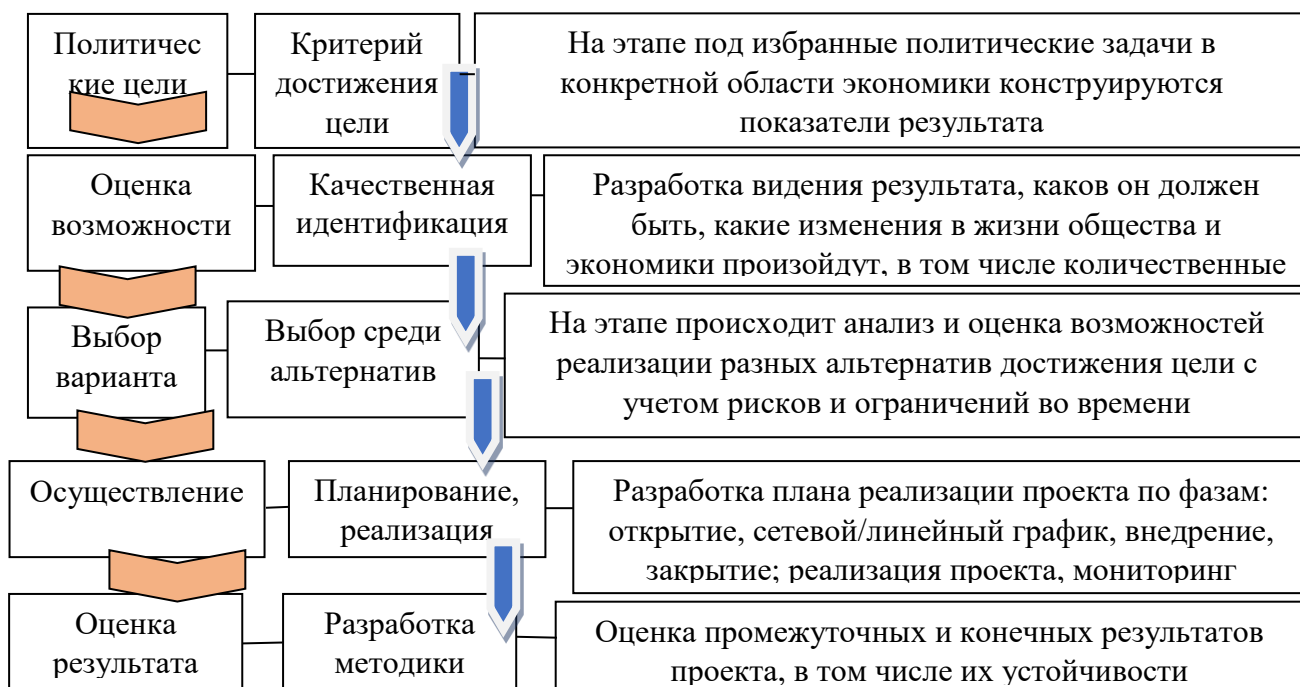 Политичес
кие цели
Критерий
достижения
цели
На этапе под избранные политические задачи в
конкретной области экономики конструируются
показатели результата
Оценка
возможности
Качественная
идентификация
Разработка видения результата, каков он должен
быть, какие изменения в жизни общества и
экономики произойдут, в том числе количественные
Выбор
варианта
Выбор среди
альтернатив
На этапе происходит анализ и оценка возможностей
реализации разных альтернатив достижения цели с
учетом рисков и ограничений во времени
Осуществление
Планирование,
реализация
Разработка плана реализации проекта по фазам:
открытие, сетевой/линейный график, внедрение,
закрытие; реализация проекта, мониторинг
Оценка
результата
Разработка
методики
Оценка промежуточных и конечных результатов
проекта, в том числе их устойчивости